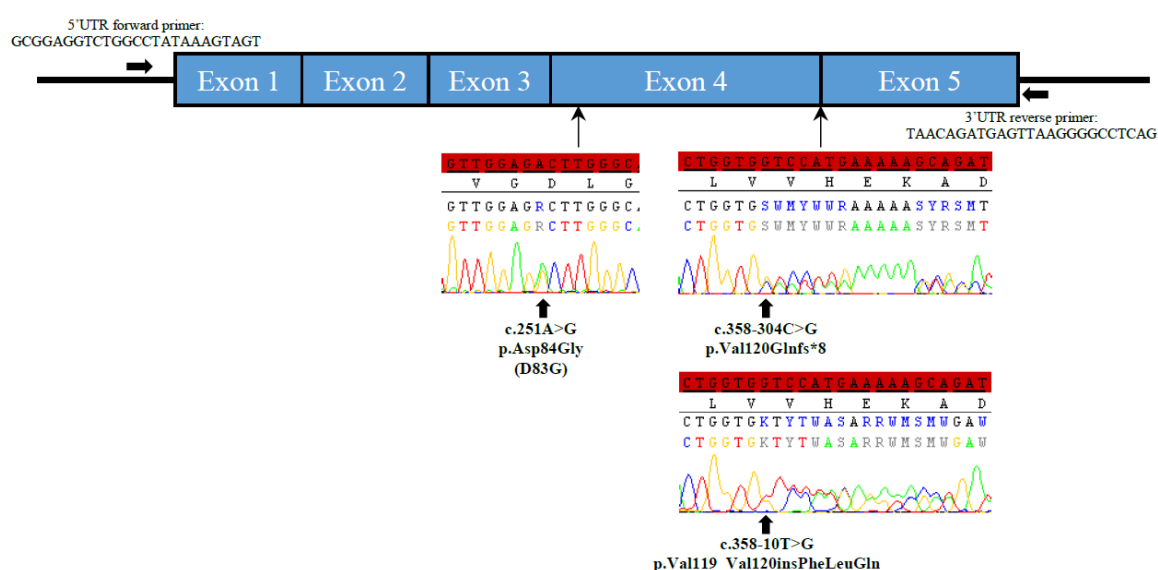 5’UTR forward primer:
GCGGAGGTCTGGCCTATAAAGTAGT
Exon 1 Exon 2 Exon 3 Exon 4 Exon 5
3’UTR reverse primer:
TAACAGATGAGTTAAGGGGCCTCAG
GTTGGAGACTTGGGC
V G D L G
GTTGGAGRCTTGGGC
GTTGGAGRCTTGGGC
c.251A>G
p.Asp84Gly
(D83G)
CTGGTGGTCCATGAAAAAGCAGAT
L V V H E K A D
CTGGTGSWMYWWRAAAAASYRSMT
CTGGTGSWMYWWRAAAAASYRSMT
c.358-304C>G
p.Val120Glnfs*8
CTGGTGGTCCATGAAAAAGCAGAT
L V V H E K A D
CTGGTGKTYTWASARRWMSMWGAW
CTGGTGKTYTWASARRWMSMWGAW
c.358-10T>G
p.Val119_Val120insPheLeuGln